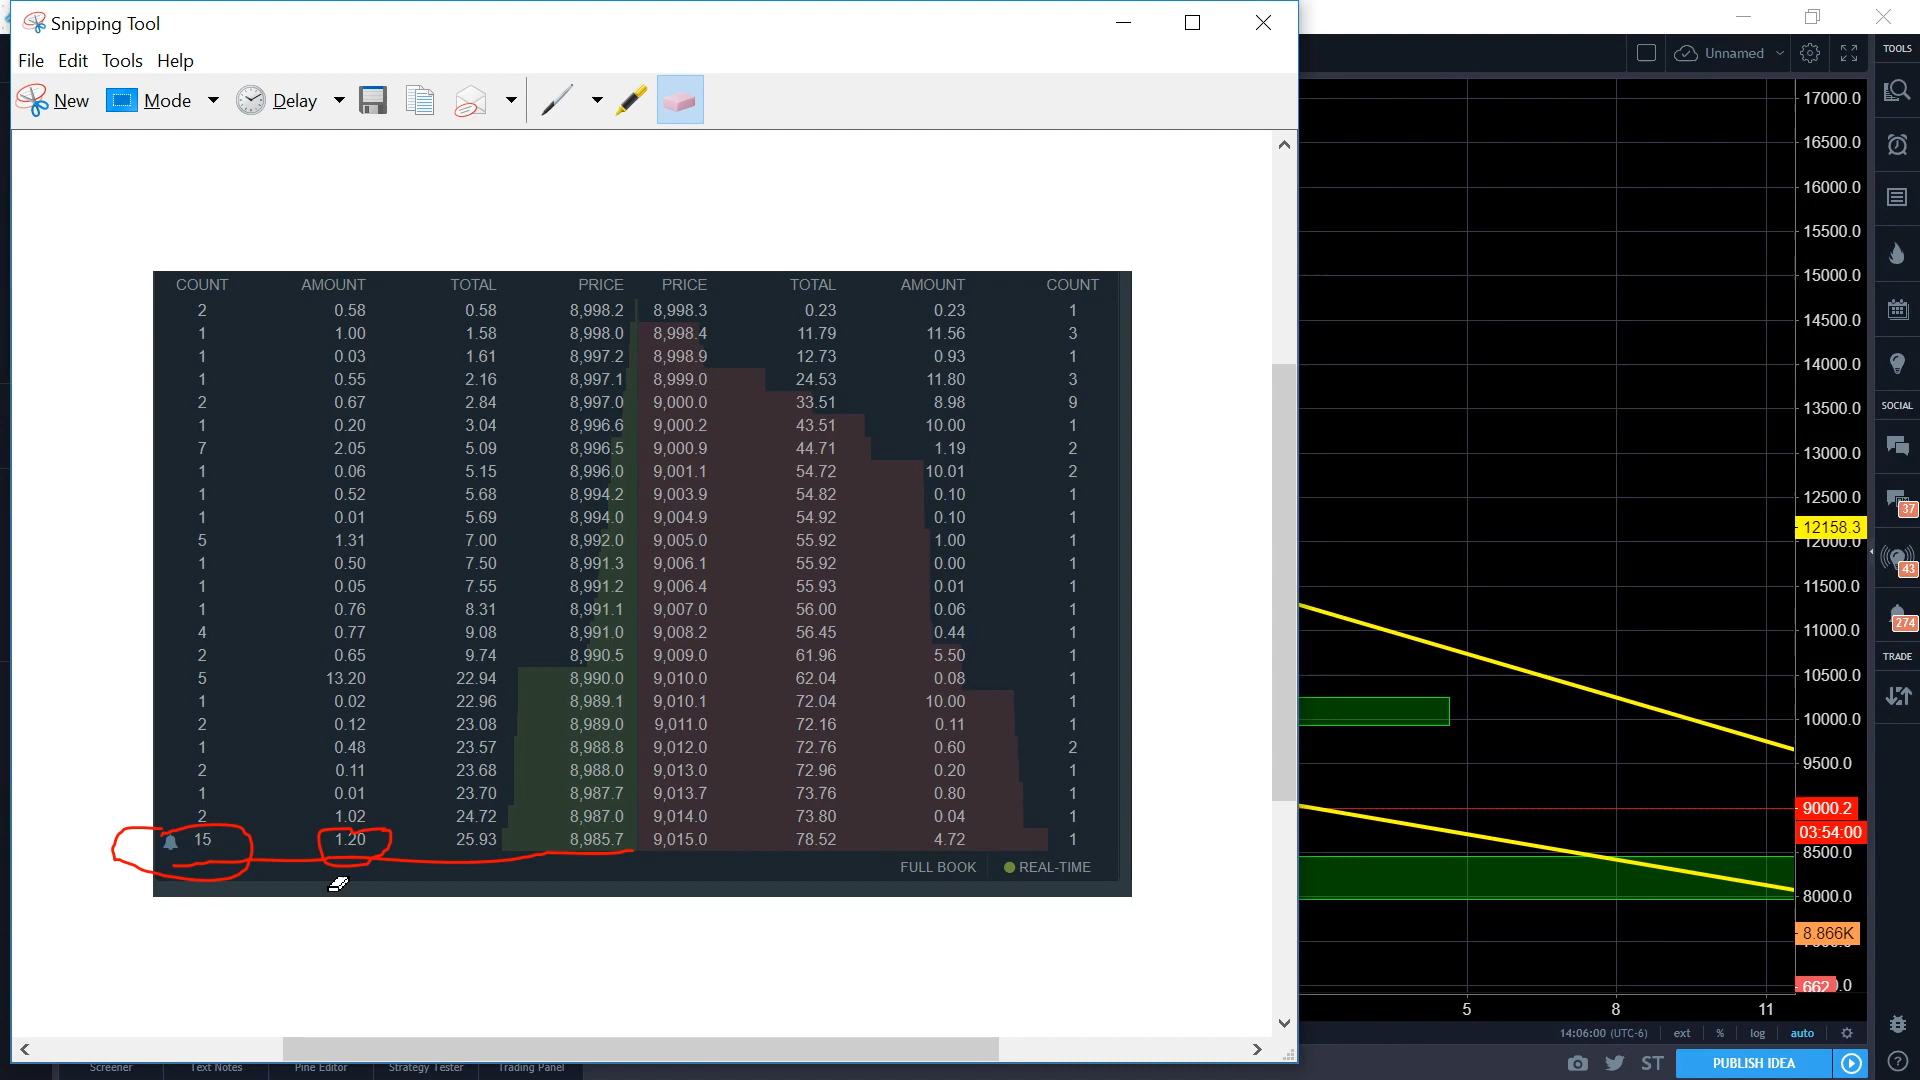 Snipping Tool
File Edit Tools Help
New Mode Delay
COUNT AMOUNT TOTAL PRICE PRICE TOTAL AMOUNT COUNT
2 0.58 0.58 8,998.2 8,998.3 0.23 0.23 1
1 1.00 1.58 8,998.0 8,998.4 11.79 11.56 3
1 0.03 1.61 8,997.2 8,998.9 12.73 0.93 1
1 0.55 2.16 8,997.1 8,999.0 24.53 11.80 3
2 0.67 2.84 8,997.0 9,000.0 33.51 8.98 9
1 0.20 3.04 8,996.6 9,000.2 43.51 10.00 1
7 2.05 5.09 8,996.5 9,000.9 44.71 1.19 2
1 0.06 5.15 8,996.0 9,001.1 54.72 10.01 2
1 0.52 5.68 8,994.2 9,003.9 54.82 0.10 1
1 0.01 5.69 8,994.0 9,004.9 54.92 0.10 1
5 1.31 7.00 8,992.0 9,005.0 55.92 1.00 1
1 0.50 7.50 8,991.3 9,006.1 55.92 0.00 1
1 0.05 7.55 8,991.2 9,006.4 55.93 0.01 1
1 0.76 8.31 8,991.1 9,007.0 56.00 0.06 1
4 0.77 9.08 8,991.0 9,008.2 56.45 0.44 1
2 0.65 9.74 8,990.5 9,009.0 61.96 5.50 1
5 13.20 22.94 8,990.0 9,010.0 62.04 0.08 1
1 0.02 22.96 8,989.1 9,010.1 72.04 10.00 1
2 0.12 23.08 8,989.0 9,011.0 72.16 0.11 1
1 0.48 23.57 8,988.8 9,012.0 72.76 0.60 2
2 0.11 23.68 8,988.0 9,013.0 72.96 0.20 1
1 0.01 23.70 8,987.7 9,013.7 73.76 0.80 1
2 1.02 24.72 8,987.0 9,014.0 73.80 0.04 1
15 1.20 25.93 8,985.7 9,015.0 78.52 4.72 1
FULL BOOK REAL-TIME
Unnamed
17000.0
16500.0
16000.0
15500.0
15000.0
14500.0
14000.0
13500.0
13000.0
12500.0
12158.3
12000.0
11500.0
11000.0
10500.0
10000.0
9500.0
9000.2
03:54:00
8500.0
8000.0
8.866K
662
5 8 11
14:06:00 (UTC-6) ext % log auto
ST PUBLISH IDEA
TOOLS
SOCIAL
37
43
274
TRADE
Screener Text Notes Pine Editor Strategy Tester Trading Panel